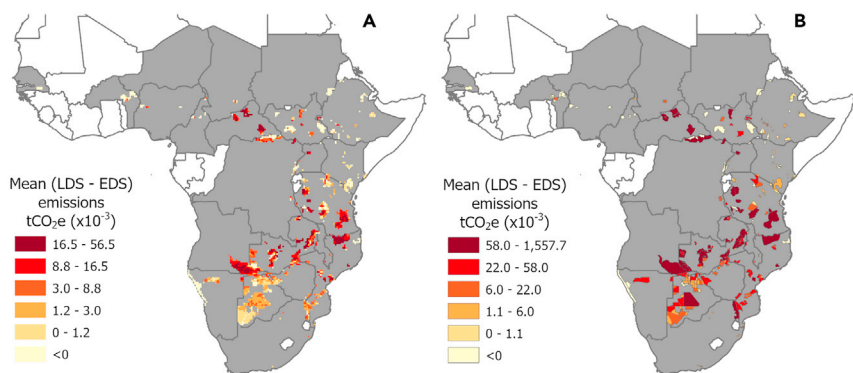 A
Mean (LDS - EDS)
emissions
tCO₂e (x10⁻³)
16.5 - 56.5
8.8 - 16.5
3.0 - 8.8
1.2 - 3.0
0 - 1.2
<0
B
Mean (LDS - EDS)
emissions
tCO₂e (x10⁻³)
58.0 - 1,557.7
22.0 - 58.0
6.0 - 22.0
1.1 - 6.0
0 - 1.1
<0